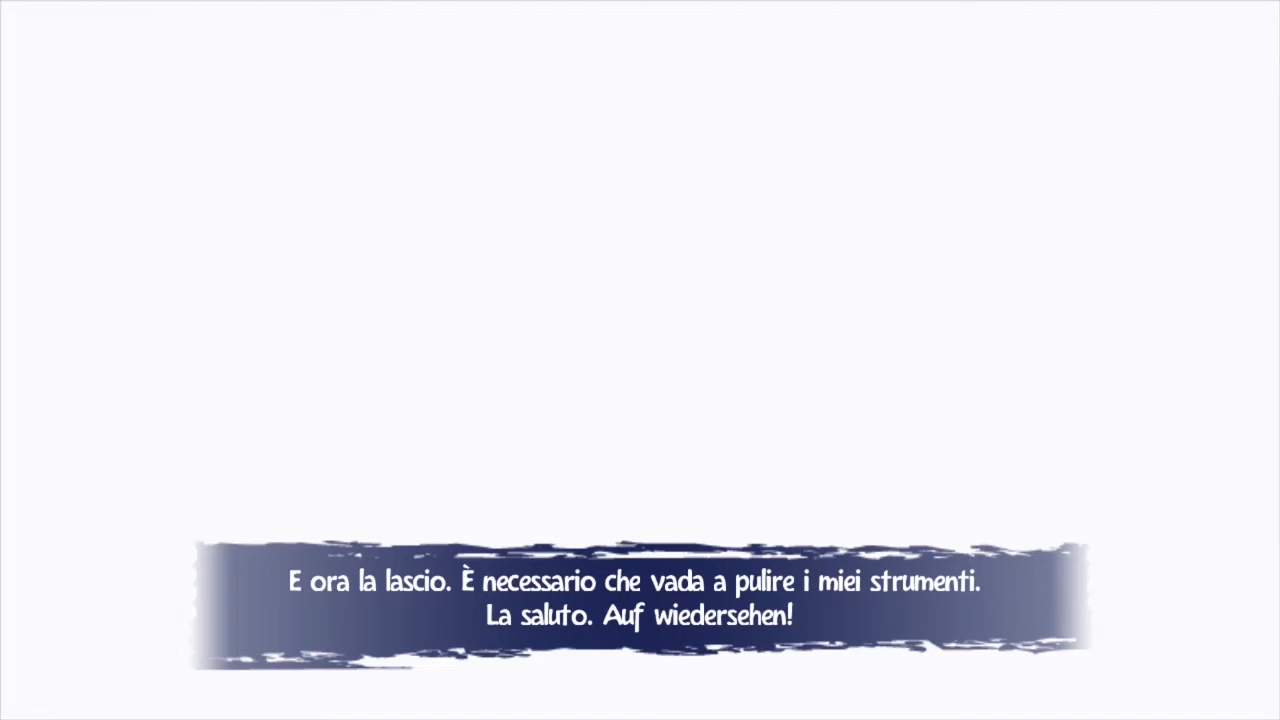 E ora la lascio. È necessario che vada a pulire i miei strumenti.
La saluto. Auf wiedersehen!